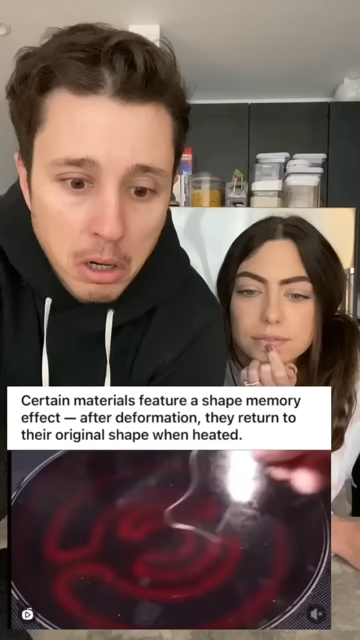 Certain materials feature a shape memory
effect — after deformation, they return to
their original shape when heated.